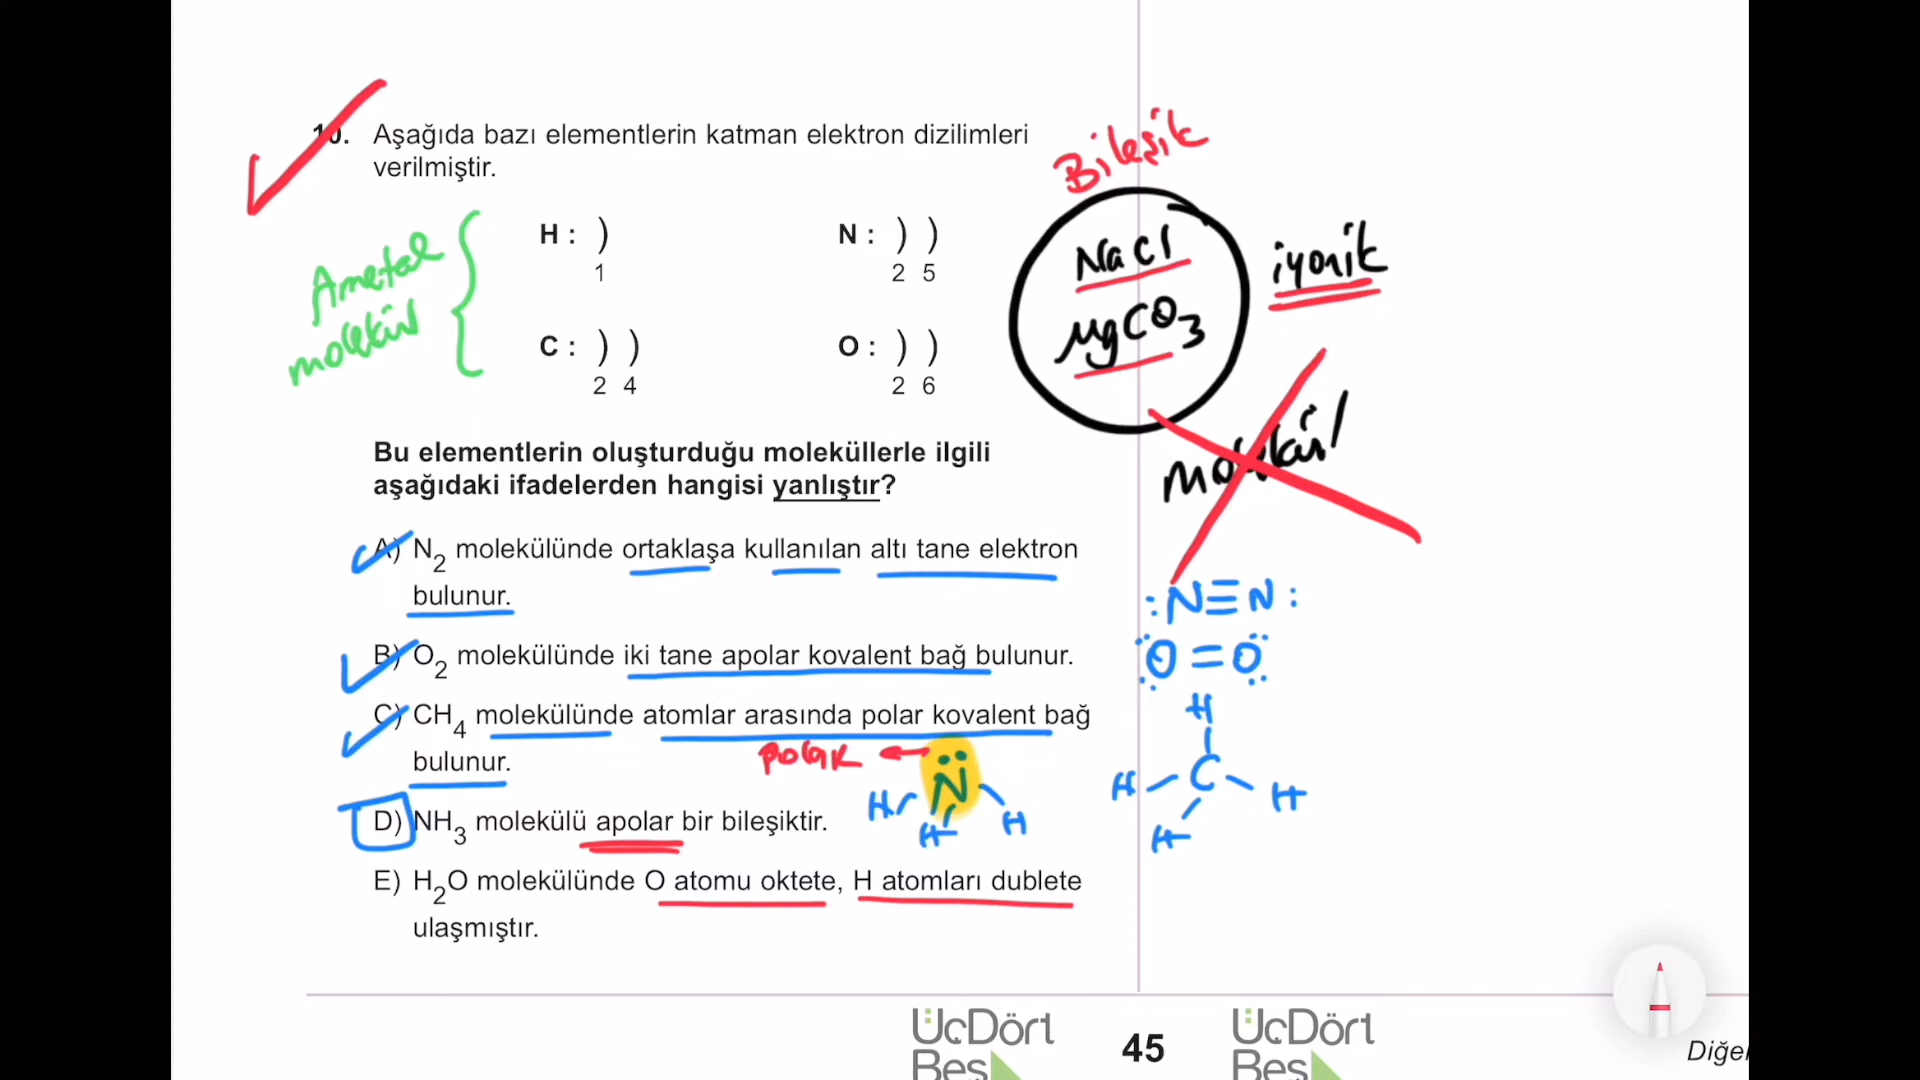 10. Aşağıda bazı elementlerin katman elektron dizilimleri
verilmiştir.
Bileşik
Ametal
molekül
H : )
1
N : ) )
2 5
C : ) )
2 4
O : ) )
2 6
NaCl
MgCO3
iyonik
molekül
Bu elementlerin oluşturduğu moleküllerle ilgili
aşağıdaki ifadelerden hangisi yanlıştır?
A) N2 molekülünde ortaklaşa kullanılan altı tane elektron
bulunur.
:N≡N:
B) O2 molekülünde iki tane apolar kovalent bağ bulunur.
O=O
C) CH4 molekülünde atomlar arasında polar kovalent bağ
bulunur.
polar
N
H H H
H
H C H
H
D) NH3 molekülü apolar bir bileşiktir.
E) H2O molekülünde O atomu oktete, H atomları dublete
ulaşmıştır.
ÜçDört
Beş
45
ÜçDört
Beş
Diğer